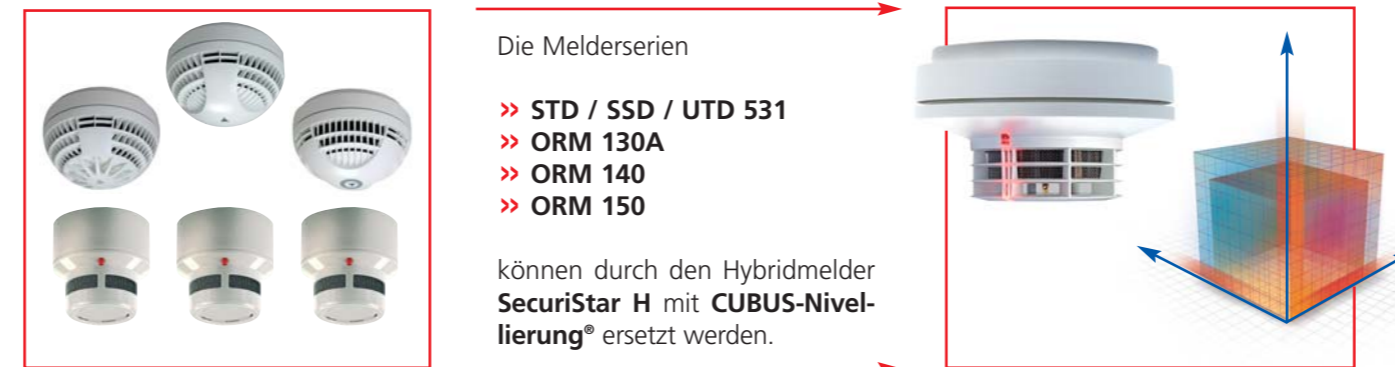 Die Melderserien
» STD / SSD / UTD 531
» ORM 130A
» ORM 140
» ORM 150
können durch den Hybridmelder
SecuriStar H mit CUBUS-Nivel-
lierung® ersetzt werden.